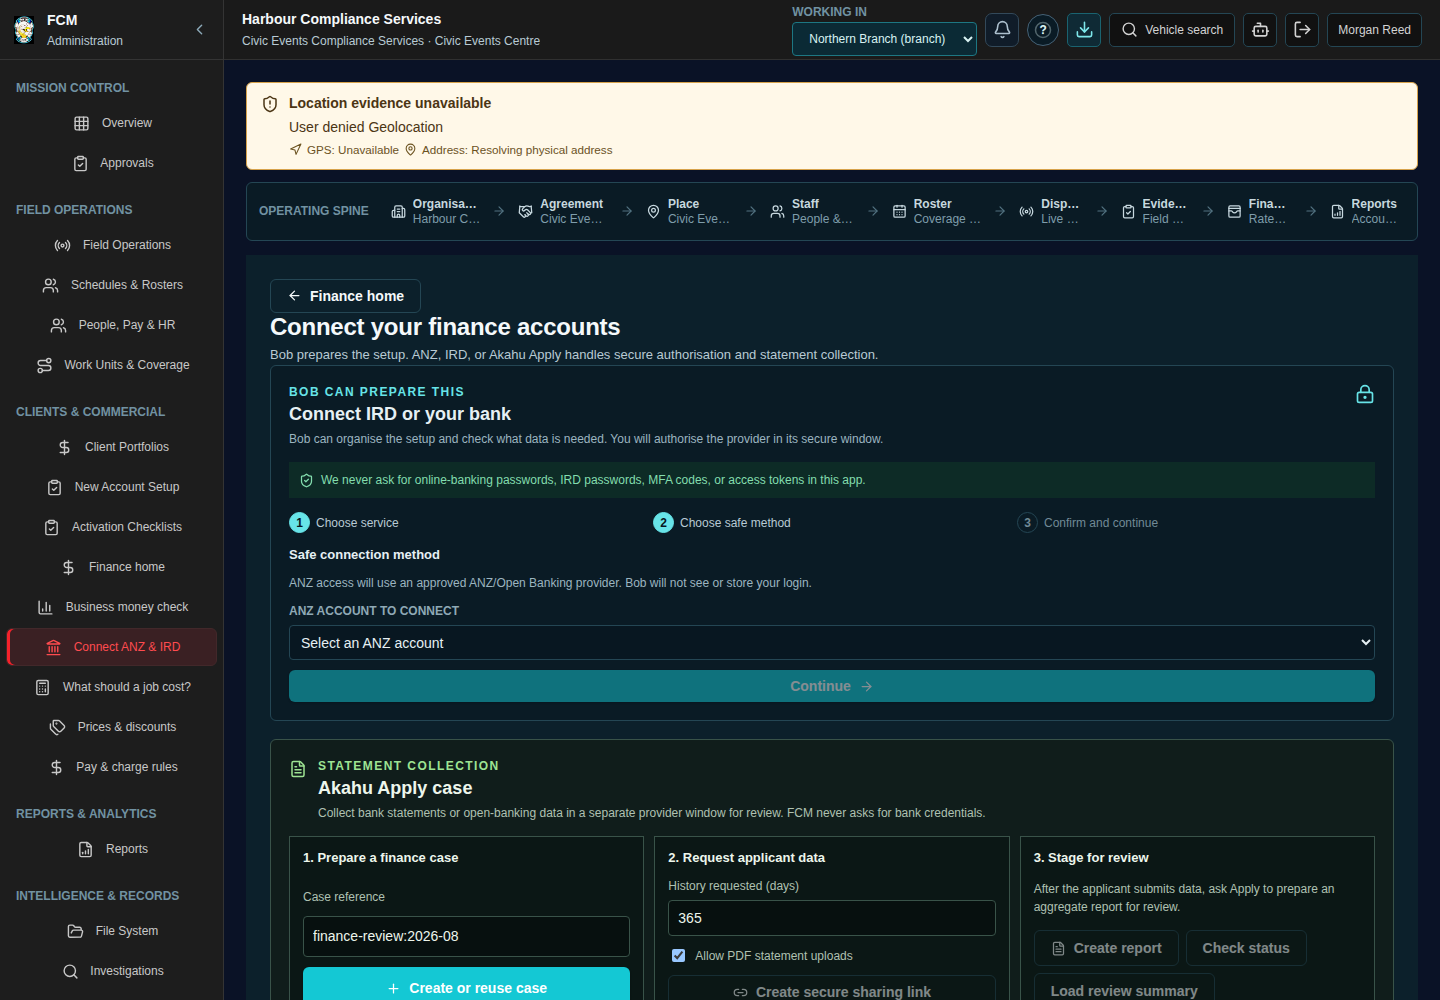 FCM
Administration
Harbour Compliance Services
Civic Events Compliance Services · Civic Events Centre
WORKING IN
Northern Branch (branch)
Vehicle search
Morgan Reed
MISSION CONTROL
Overview
Approvals
FIELD OPERATIONS
Field Operations
Schedules & Rosters
People, Pay & HR
Work Units & Coverage
CLIENTS & COMMERCIAL
Client Portfolios
New Account Setup
Activation Checklists
Finance home
Business money check
Connect ANZ & IRD
What should a job cost?
Prices & discounts
Pay & charge rules
REPORTS & ANALYTICS
Reports
INTELLIGENCE & RECORDS
File System
Investigations
Location evidence unavailable
User denied Geolocation
GPS: Unavailable Address: Resolving physical address
OPERATING SPINE
Organisa…
Harbour C…
Agreement
Civic Eve…
Place
Civic Eve…
Staff
People &…
Roster
Coverage …
Disp…
Live …
Evide…
Field …
Fina…
Rate…
Reports
Accou…
Finance home
Connect your finance accounts
Bob prepares the setup. ANZ, IRD, or Akahu Apply handles secure authorisation and statement collection.
BOB CAN PREPARE THIS
Connect IRD or your bank
Bob can organise the setup and check what data is needed. You will authorise the provider in its secure window.
We never ask for online-banking passwords, IRD passwords, MFA codes, or access tokens in this app.
1 Choose service
2 Choose safe method
3 Confirm and continue
Safe connection method
ANZ access will use an approved ANZ/Open Banking provider. Bob will not see or store your login.
ANZ ACCOUNT TO CONNECT
Select an ANZ account
Continue
STATEMENT COLLECTION
Akahu Apply case
Collect bank statements or open-banking data in a separate provider window for review. FCM never asks for bank credentials.
1. Prepare a finance case
Case reference
finance-review:2026-08
Create or reuse case
2. Request applicant data
History requested (days)
365
Allow PDF statement uploads
Create secure sharing link
3. Stage for review
After the applicant submits data, ask Apply to prepare an
aggregate report for review.
Create report
Check status
Load review summary